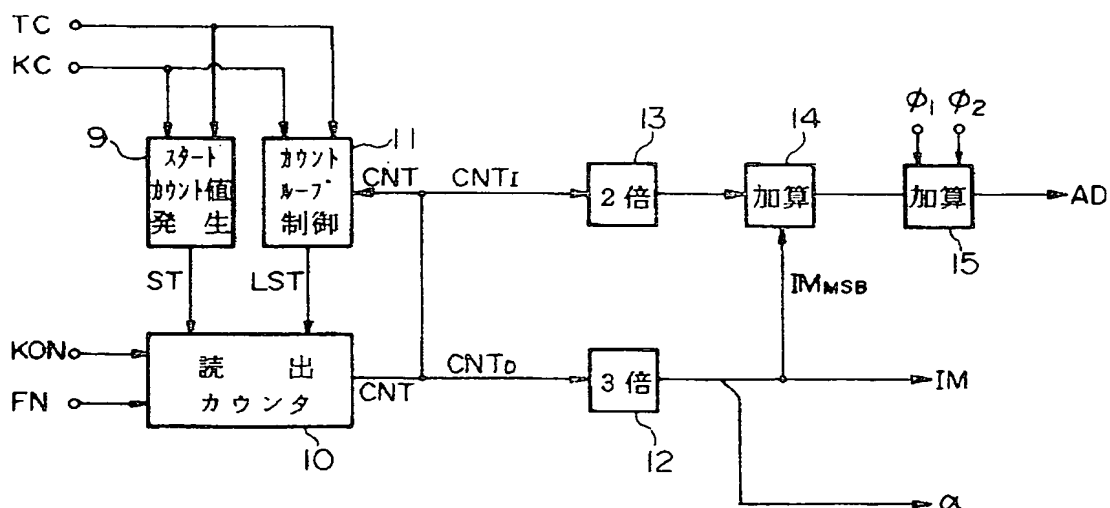 TC
KC
9
スタート
カウント値
発生
11
カウント
ループ
制御
CNT
CNTI
13
2倍
14
加算
φ1
φ2
加算
15
AD
ST
LST
IMMSB
KON
FN
読出
カウンタ
10
CNT
CNTD
3倍
12
IM
α